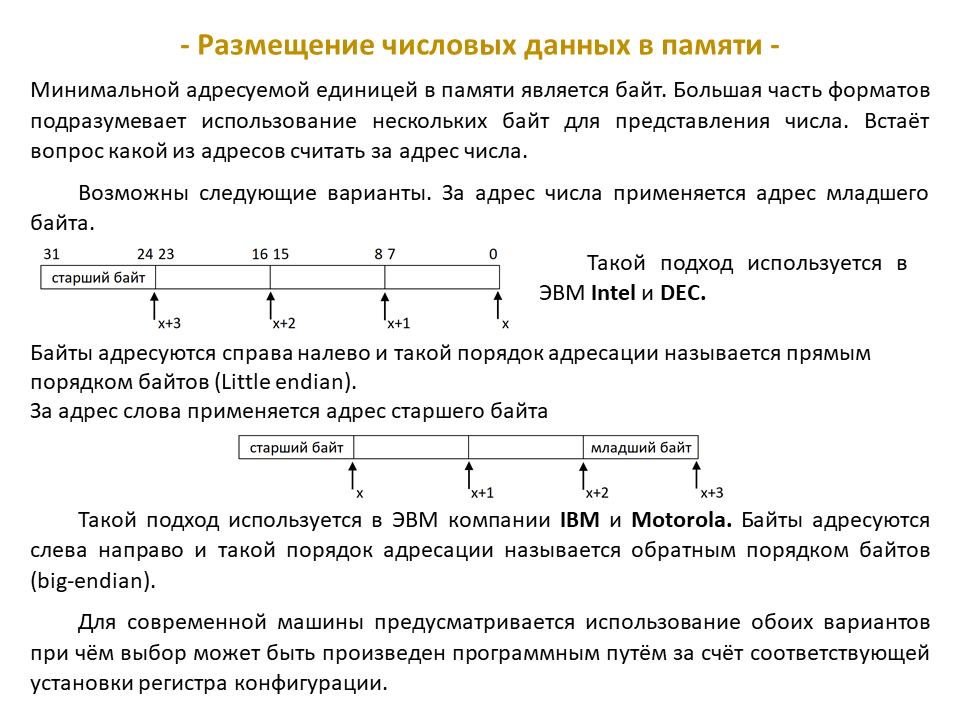 - Размещение числовых данных в памяти -
Минимальной адресуемой единицей в памяти является байт. Большая часть форматов
подразумевает использование нескольких байт для представления числа. Встаёт
вопрос какой из адресов считать за адрес числа.
Возможны следующие варианты. За адрес числа применяется адрес младшего
байта.
31 24 23 16 15 8 7 0
старший байт
x+3 x+2 x+1 x
Такой подход используется в
ЭВМ Intel и DEC.
Байты адресуются справа налево и такой порядок адресации называется прямым
порядком байтов (Little endian).
За адрес слова применяется адрес старшего байта
старший байт младший байт
x x+1 x+2 x+3
Такой подход используется в ЭВМ компании IBM и Motorola. Байты адресуются
слева направо и такой порядок адресации называется обратным порядком байтов
(big-endian).
Для современной машины предусматривается использование обоих вариантов
при чём выбор может быть произведен программным путём за счёт соответствующей
установки регистра конфигурации.